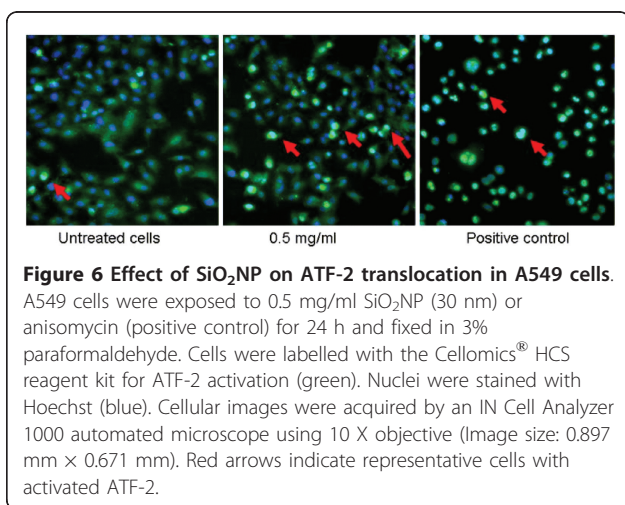 Untreated cells
0.5 mg/ml
Positive control
Figure 6 Effect of SiO₂NP on ATF-2 translocation in A549 cells.
A549 cells were exposed to 0.5 mg/ml SiO₂NP (30 nm) or
anisomycin (positive control) for 24 h and fixed in 3%
paraformaldehyde. Cells were labelled with the Cellomics® HCS
reagent kit for ATF-2 activation (green). Nuclei were stained with
Hoechst (blue). Cellular images were acquired by an IN Cell Analyzer
1000 automated microscope using 10 X objective (Image size: 0.897
mm × 0.671 mm). Red arrows indicate representative cells with
activated ATF-2.